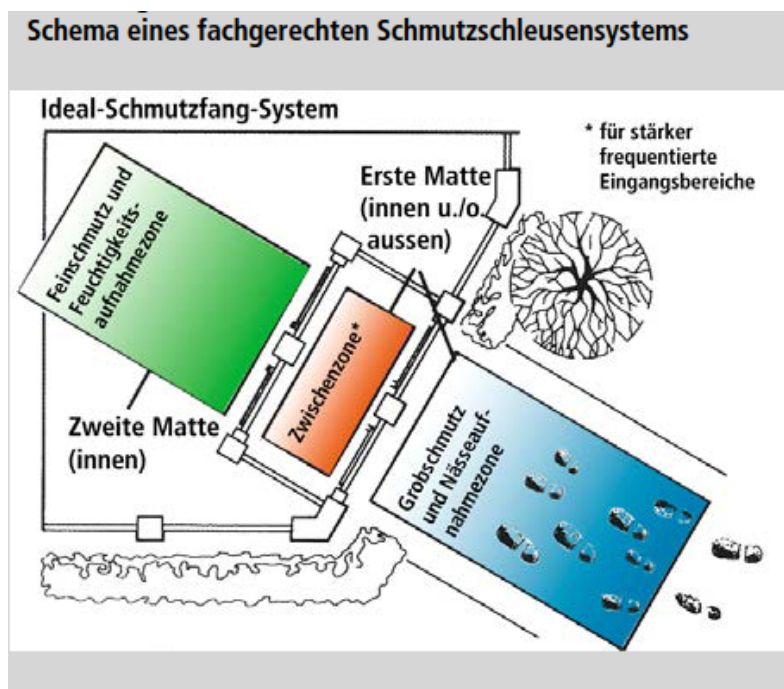 Schema eines fachgerechten Schmutzschleusensystems
Ideal-Schmutzfang-System
* für stärker
frequentierte
Eingangsbereiche
Erste Matte
(innen u./o.
aussen)
Feinschmutz und
Feuchtigkeits-
aufnahmezone
Zwischenzone*
Zweite Matte
(innen)
Grobschmutz
und Nässeauf-
nahmezone